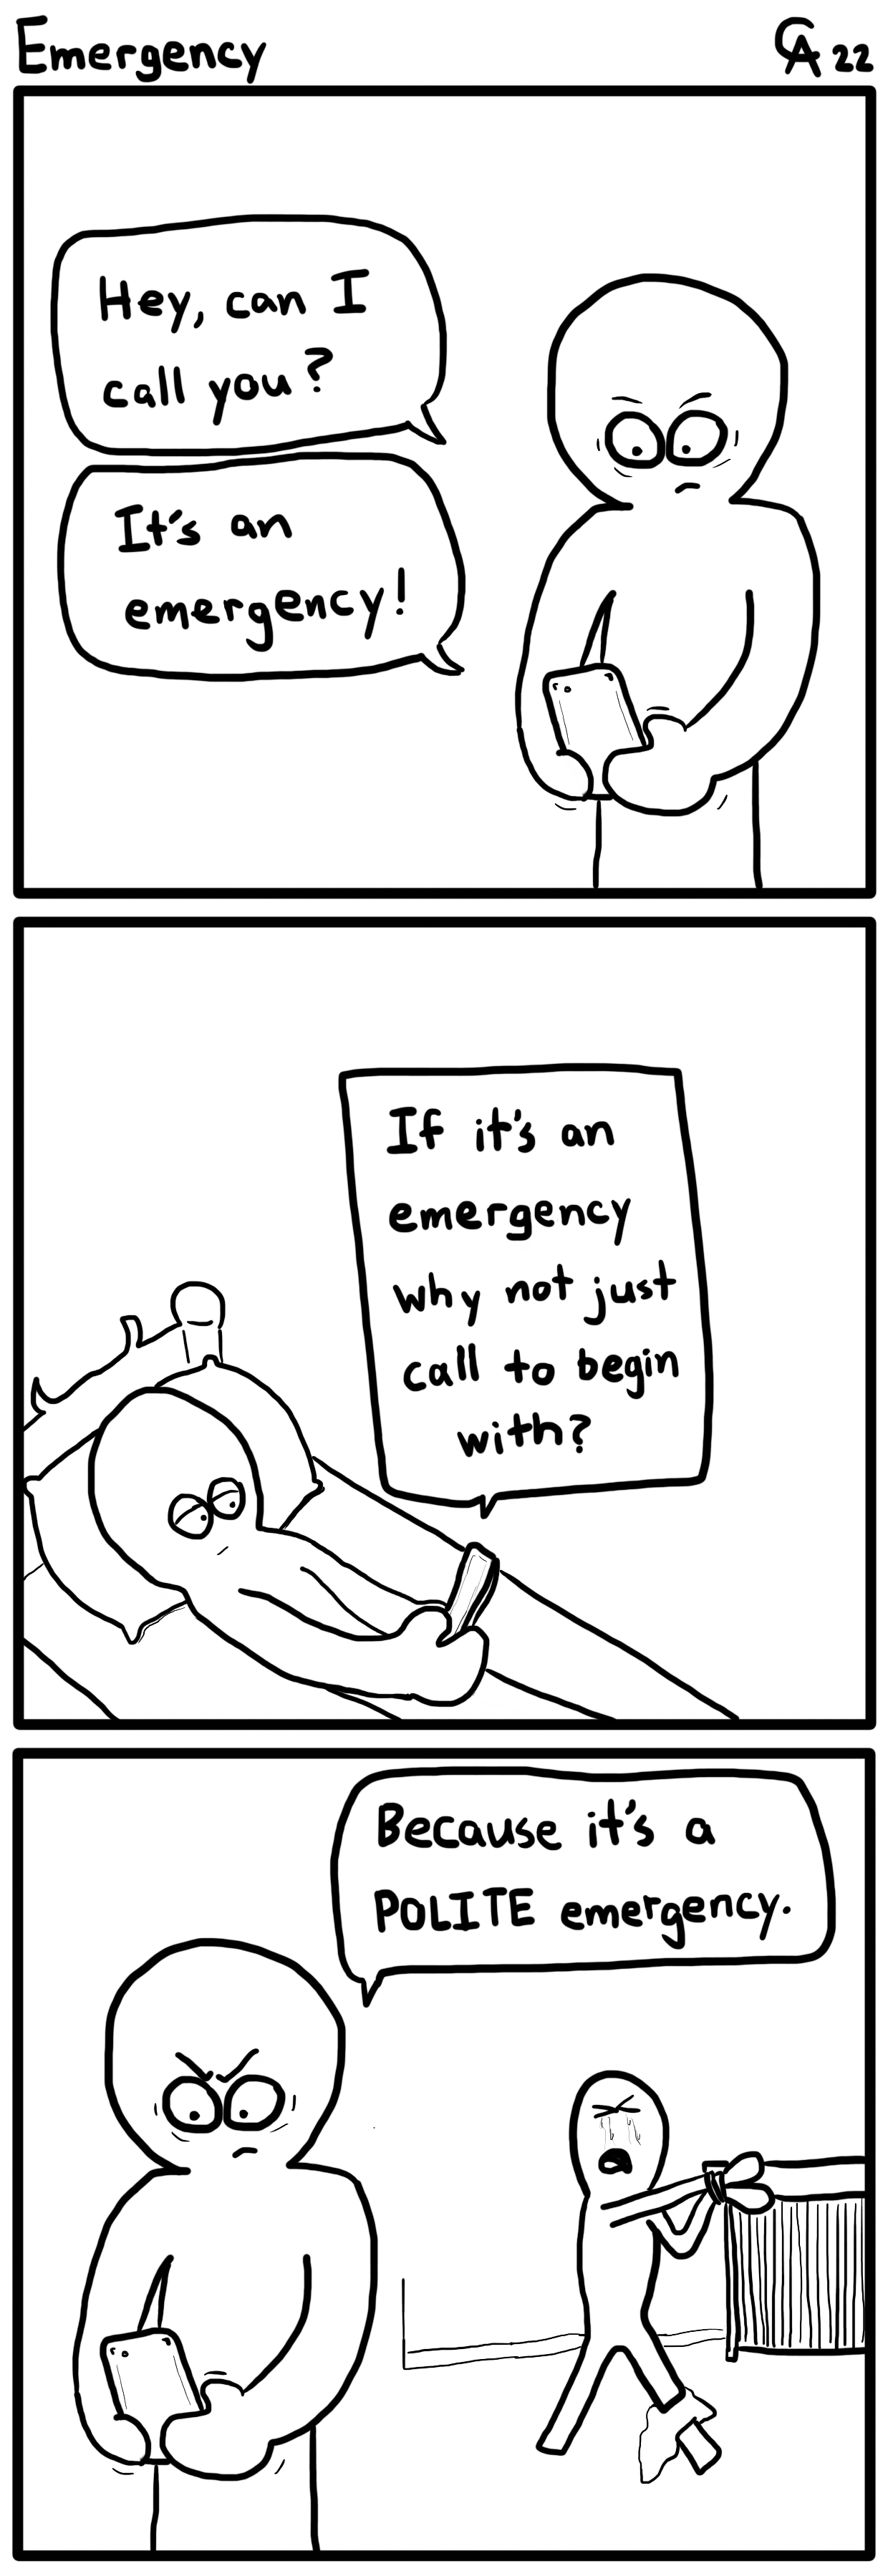 Emergency
CA 22
Hey, can I
call you?
It's an
emergency!
If it's an
emergency
why not just
call to begin
with?
Because it's a
POLITE emergency.